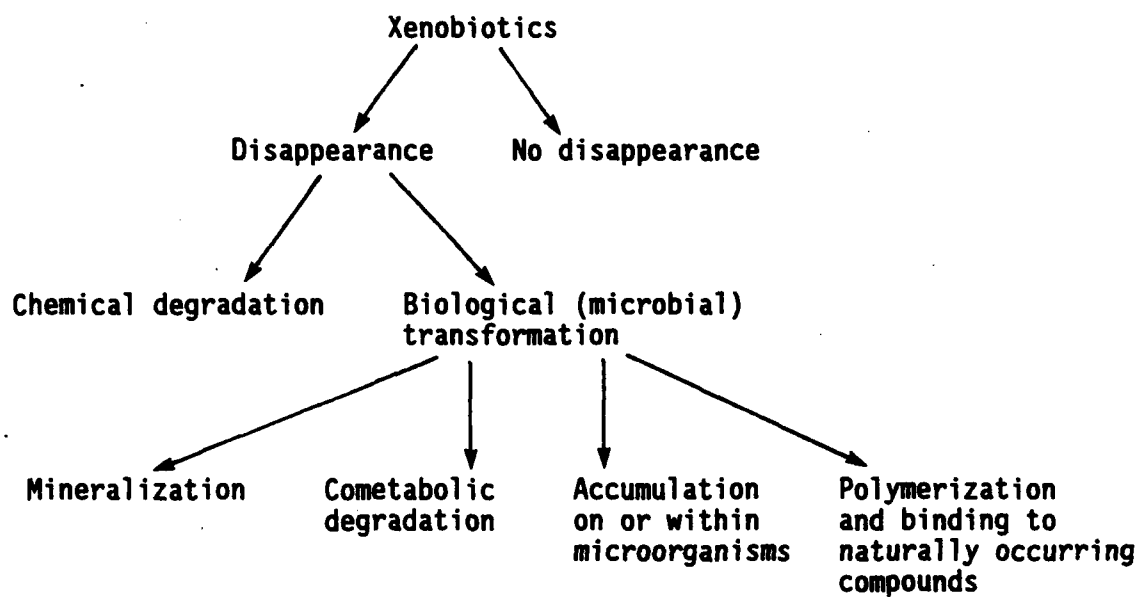 Xenobiotics
Disappearance
No disappearance
Chemical degradation
Biological (microbial)
transformation
Mineralization
Cometabolic
degradation
Accumulation
on or within
microorganisms
Polymerization
and binding to
naturally occurring
compounds